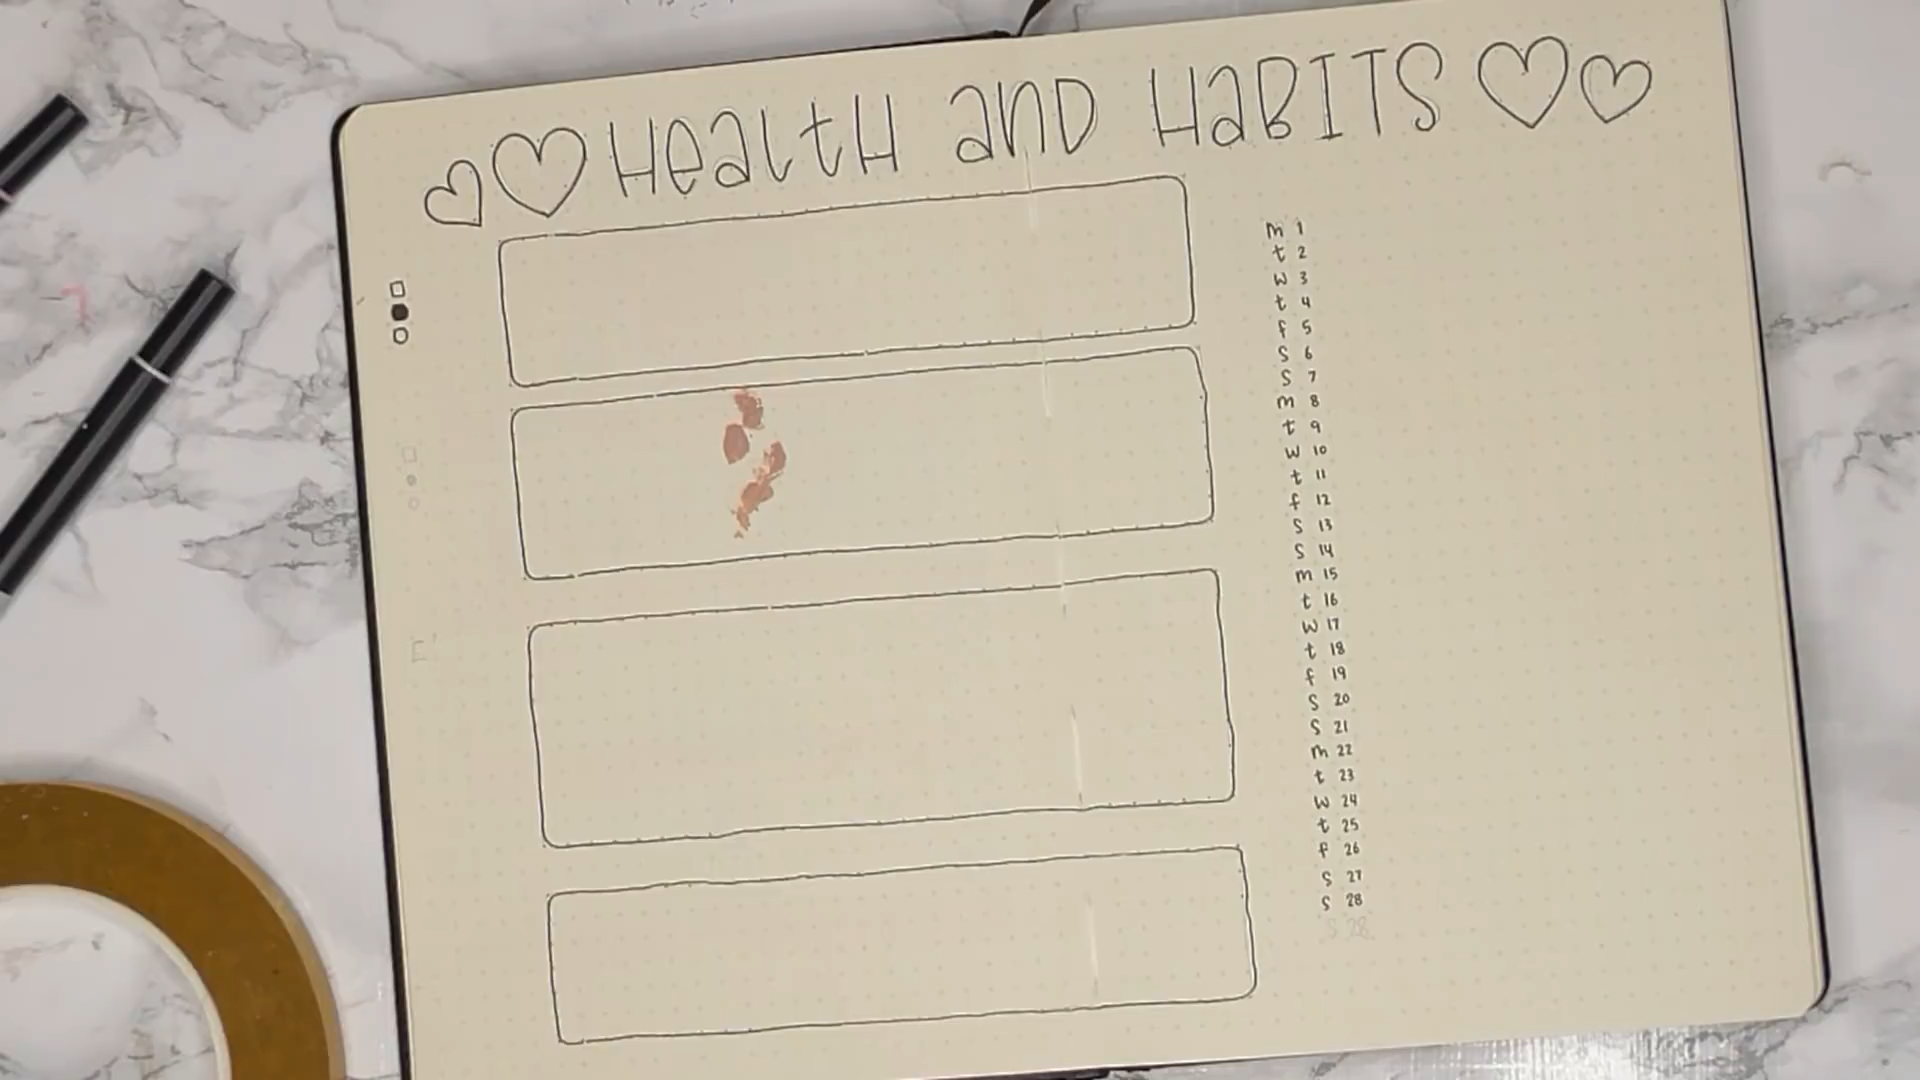 Health and Habits
m 1
t 2
w 3
t 4
f 5
S 6
S 7
m 8
t 9
w 10
t 11
f 12
S 13
S 14
m 15
t 16
w 17
t 18
f 19
S 20
S 21
m 22
t 23
w 24
t 25
f 26
S 27
S 28
S 28